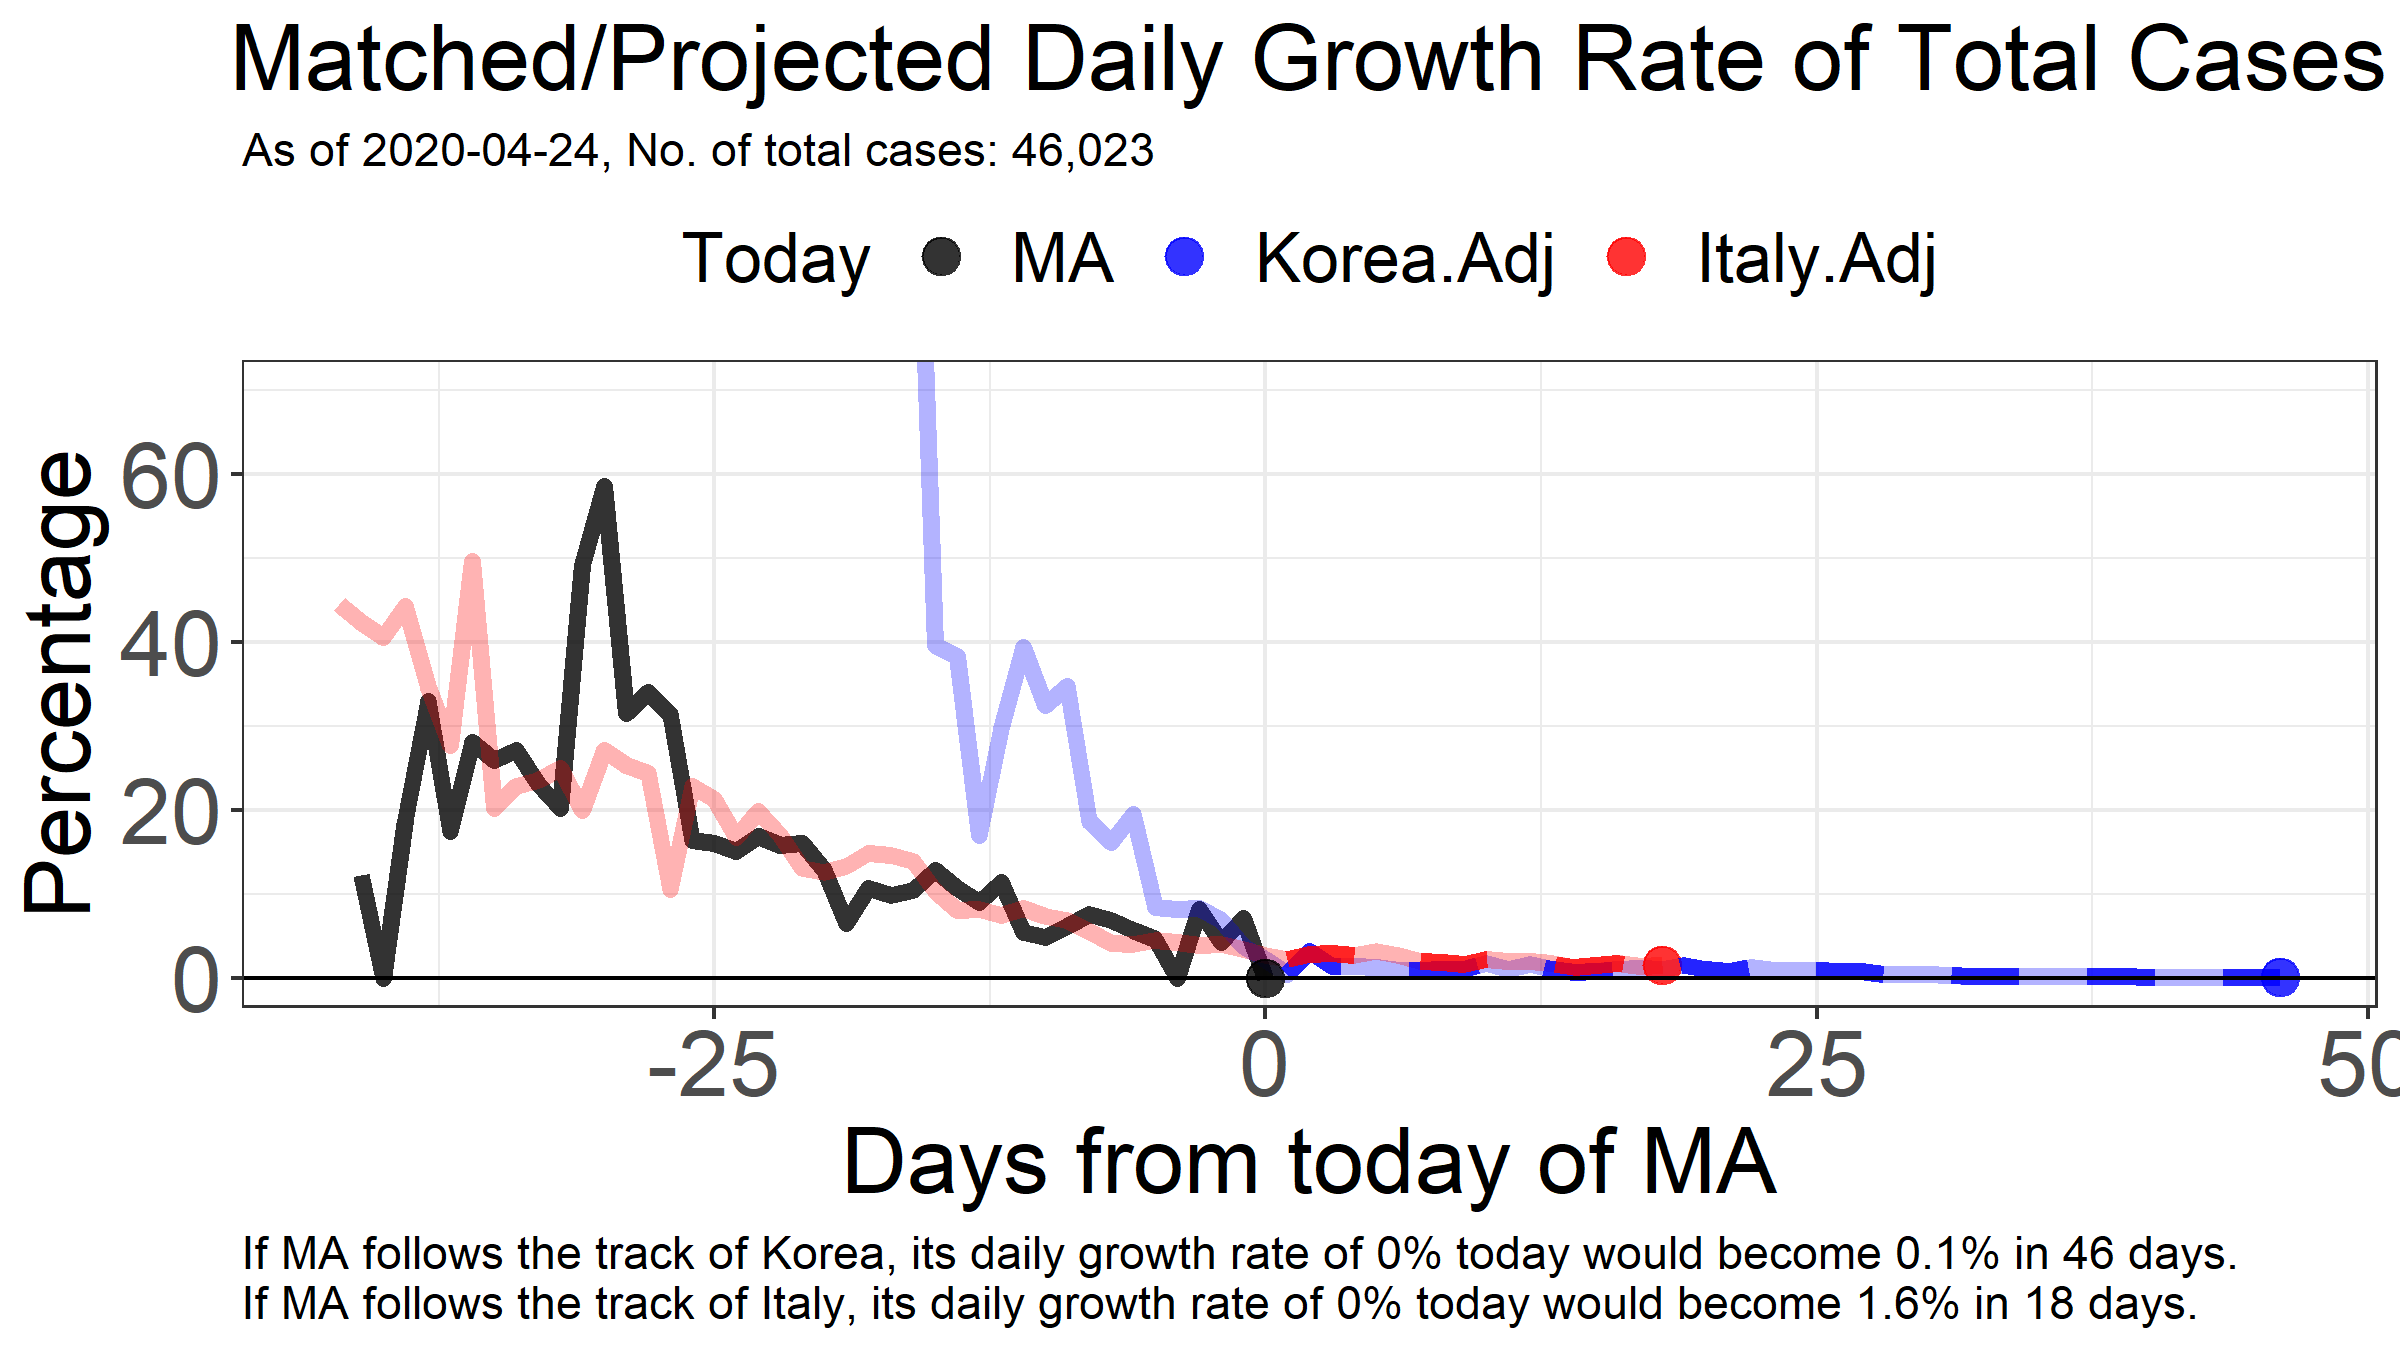 Matched/Projected Daily Growth Rate of Total Cases
As of 2020-04-24, No. of total cases: 46,023
Today MA Korea.Adj Italy.Adj
Percentage
60
40
20
0
-25 0 25 50
Days from today of MA
If MA follows the track of Korea, its daily growth rate of 0% today would become 0.1% in 46 days.
If MA follows the track of Italy, its daily growth rate of 0% today would become 1.6% in 18 days.